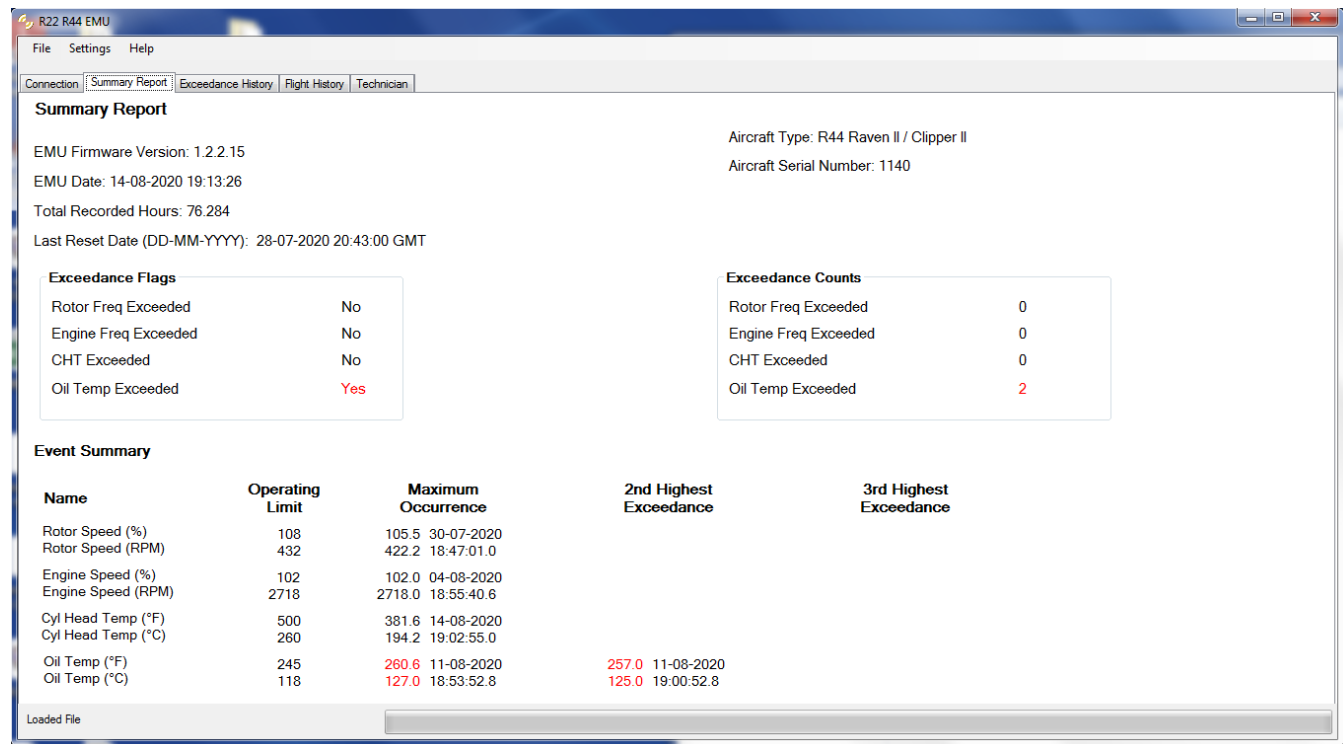 R22 R44 EMU
File Settings Help
Connection Summary Report Exceedance History Flight History Technician
Summary Report
Aircraft Type: R44 Raven II / Clipper II
EMU Firmware Version: 1.2.2.15
Aircraft Serial Number: 1140
EMU Date: 14-08-2020 19:13:26
Total Recorded Hours: 76.284
Last Reset Date (DD-MM-YYYY): 28-07-2020 20:43:00 GMT
Exceedance Flags
Rotor Freq Exceeded No
Engine Freq Exceeded No
CHT Exceeded No
Oil Temp Exceeded Yes
Exceedance Counts
Rotor Freq Exceeded 0
Engine Freq Exceeded 0
CHT Exceeded 0
Oil Temp Exceeded 2
Event Summary
Name Operating Limit Maximum Occurrence 2nd Highest Exceedance 3rd Highest Exceedance
Rotor Speed (%) 108 105.5 30-07-2020
Rotor Speed (RPM) 432 422.2 18:47:01.0
Engine Speed (%) 102 102.0 04-08-2020
Engine Speed (RPM) 2718 2718.0 18:55:40.6
Cyl Head Temp (°F) 500 381.6 14-08-2020
Cyl Head Temp (°C) 260 194.2 19:02:55.0
Oil Temp (°F) 245 260.6 11-08-2020 257.0 11-08-2020
Oil Temp (°C) 118 127.0 18:53:52.8 125.0 19:00:52.8
Loaded File